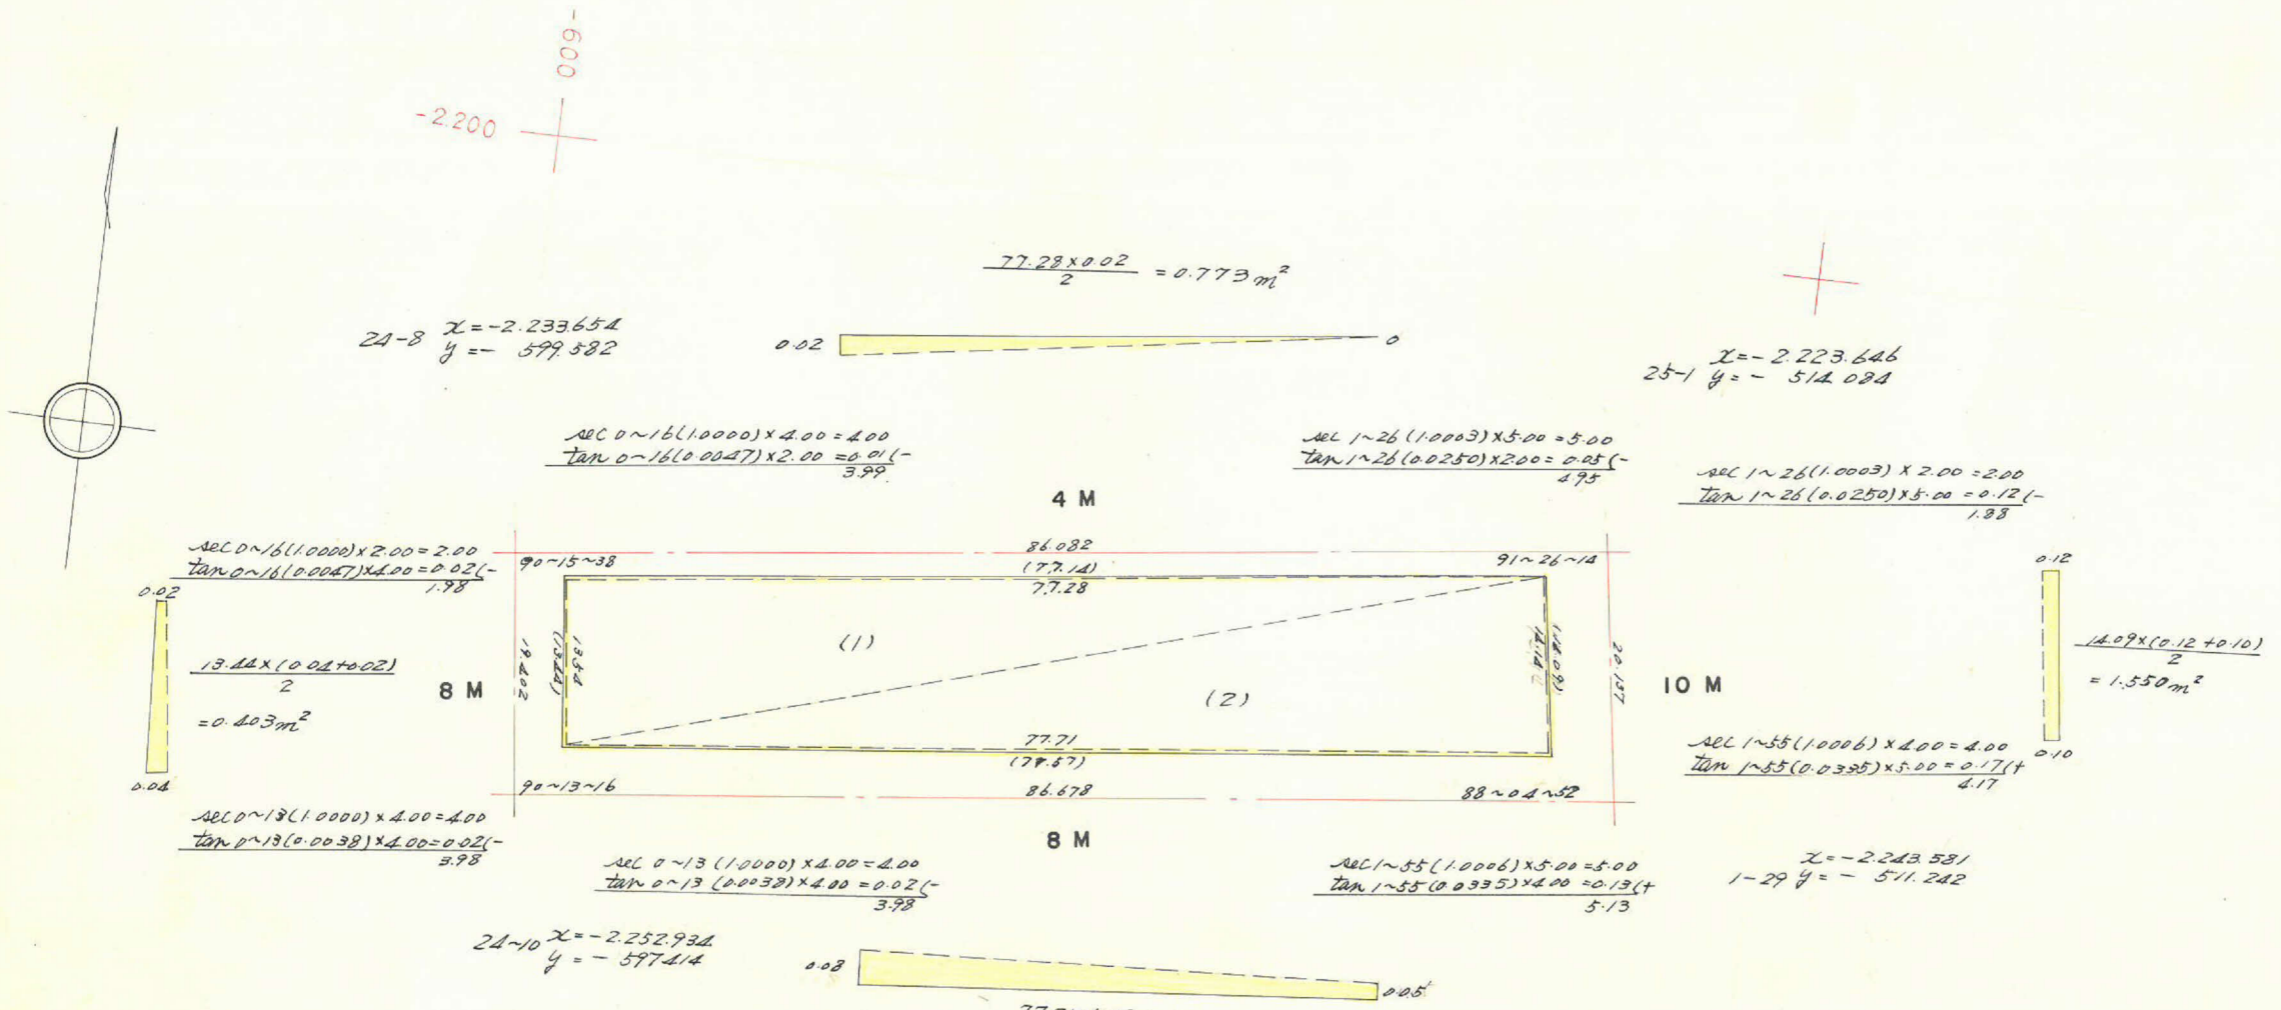 -600
-2.200
77.28×0.02
2
=0.773m²
24-8 x=-2.233.654
y=- 599.582
0.02
0
25-1 x=-2.223.646
y=- 514.084
sec 0~16(1.0000)×4.00=4.00
tan 0~16(0.0047)×2.00=0.01(-
3.99
sec 1~26(1.0003)×5.00=5.00
tan 1~26(0.0250)×2.00=0.05(-
4.95
sec 1~26(1.0003)×2.00=2.00
tan 1~26(0.0250)×5.00=0.12(-
1.88
4 M
sec 0~16(1.0000)×2.00=2.00
tan 0~16(0.0047)×4.00=0.02(-
1.98
90~15~38
86.082
(77.14)
77.28
91~26~14
0.02
0.12
13.44×(0.04+0.02)
2
=0.403m²
8 M
19.402
(13.44)
13.54
(1)
(2)
14.14
(14.09)
20.137
10 M
14.09×(0.12+0.10)
2
=1.550m²
0.04
0.10
77.71
(77.57)
sec 1~55(1.0006)×4.00=4.00
tan 1~55(0.0335)×5.00=0.17(+
4.17
90~13~16
86.678
88~04~52
sec 0~13(1.0000)×4.00=4.00
tan 0~13(0.0038)×4.00=0.02(-
3.98
8 M
sec 0~13(1.0000)×4.00=4.00
tan 0~13(0.0038)×4.00=0.02(-
3.98
sec 1~55(1.0006)×5.00=5.00
tan 1~55(0.0335)×4.00=0.13(+
5.13
1-29 x=-2.243.581
y=- 511.242
24~10 x=-2.252.934
y=- 597.414
0.08
0.05